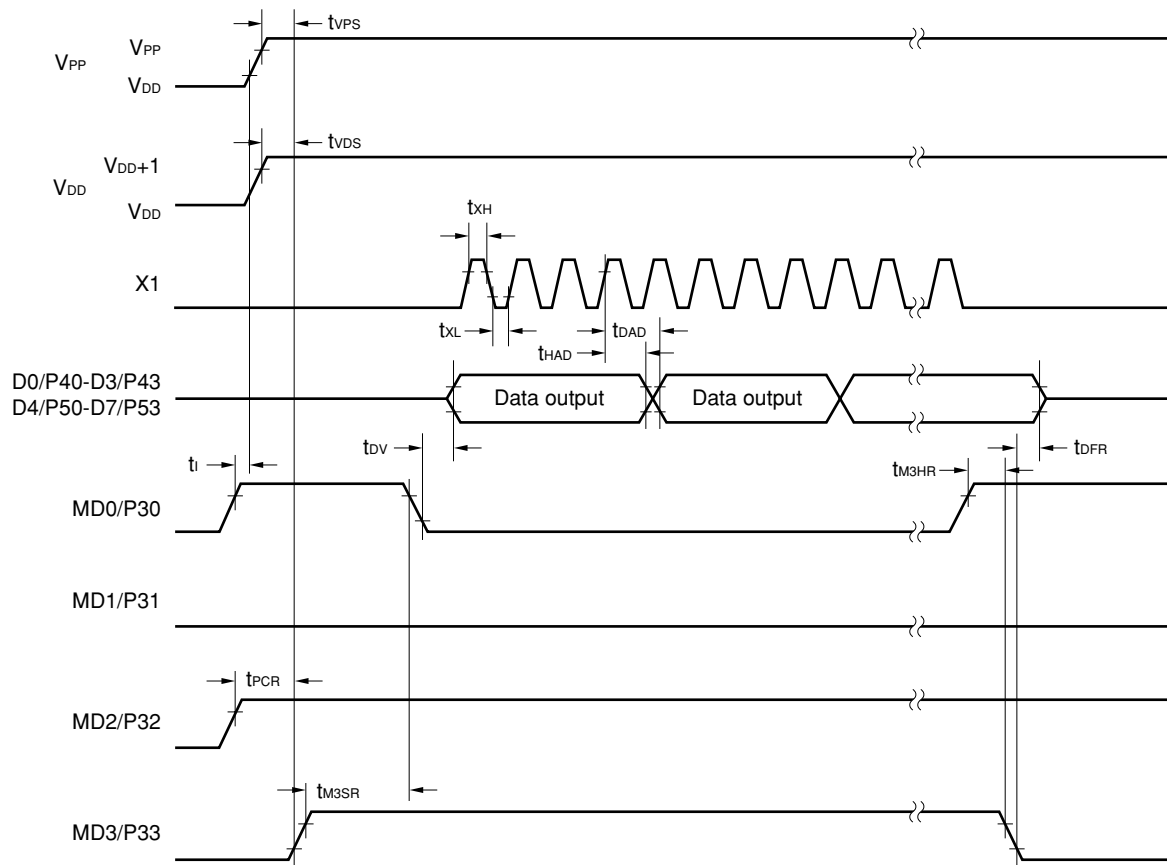 tVPS
VPP
VPP
VDD
tVDS
VDD+1
VDD
VDD
tXH
X1
tXL
tDAD
tHAD
D0/P40-D3/P43
D4/P50-D7/P53
Data output
Data output
tDV
tDFR
tI
tM3HR
MD0/P30
MD1/P31
tPCR
MD2/P32
tM3SR
MD3/P33